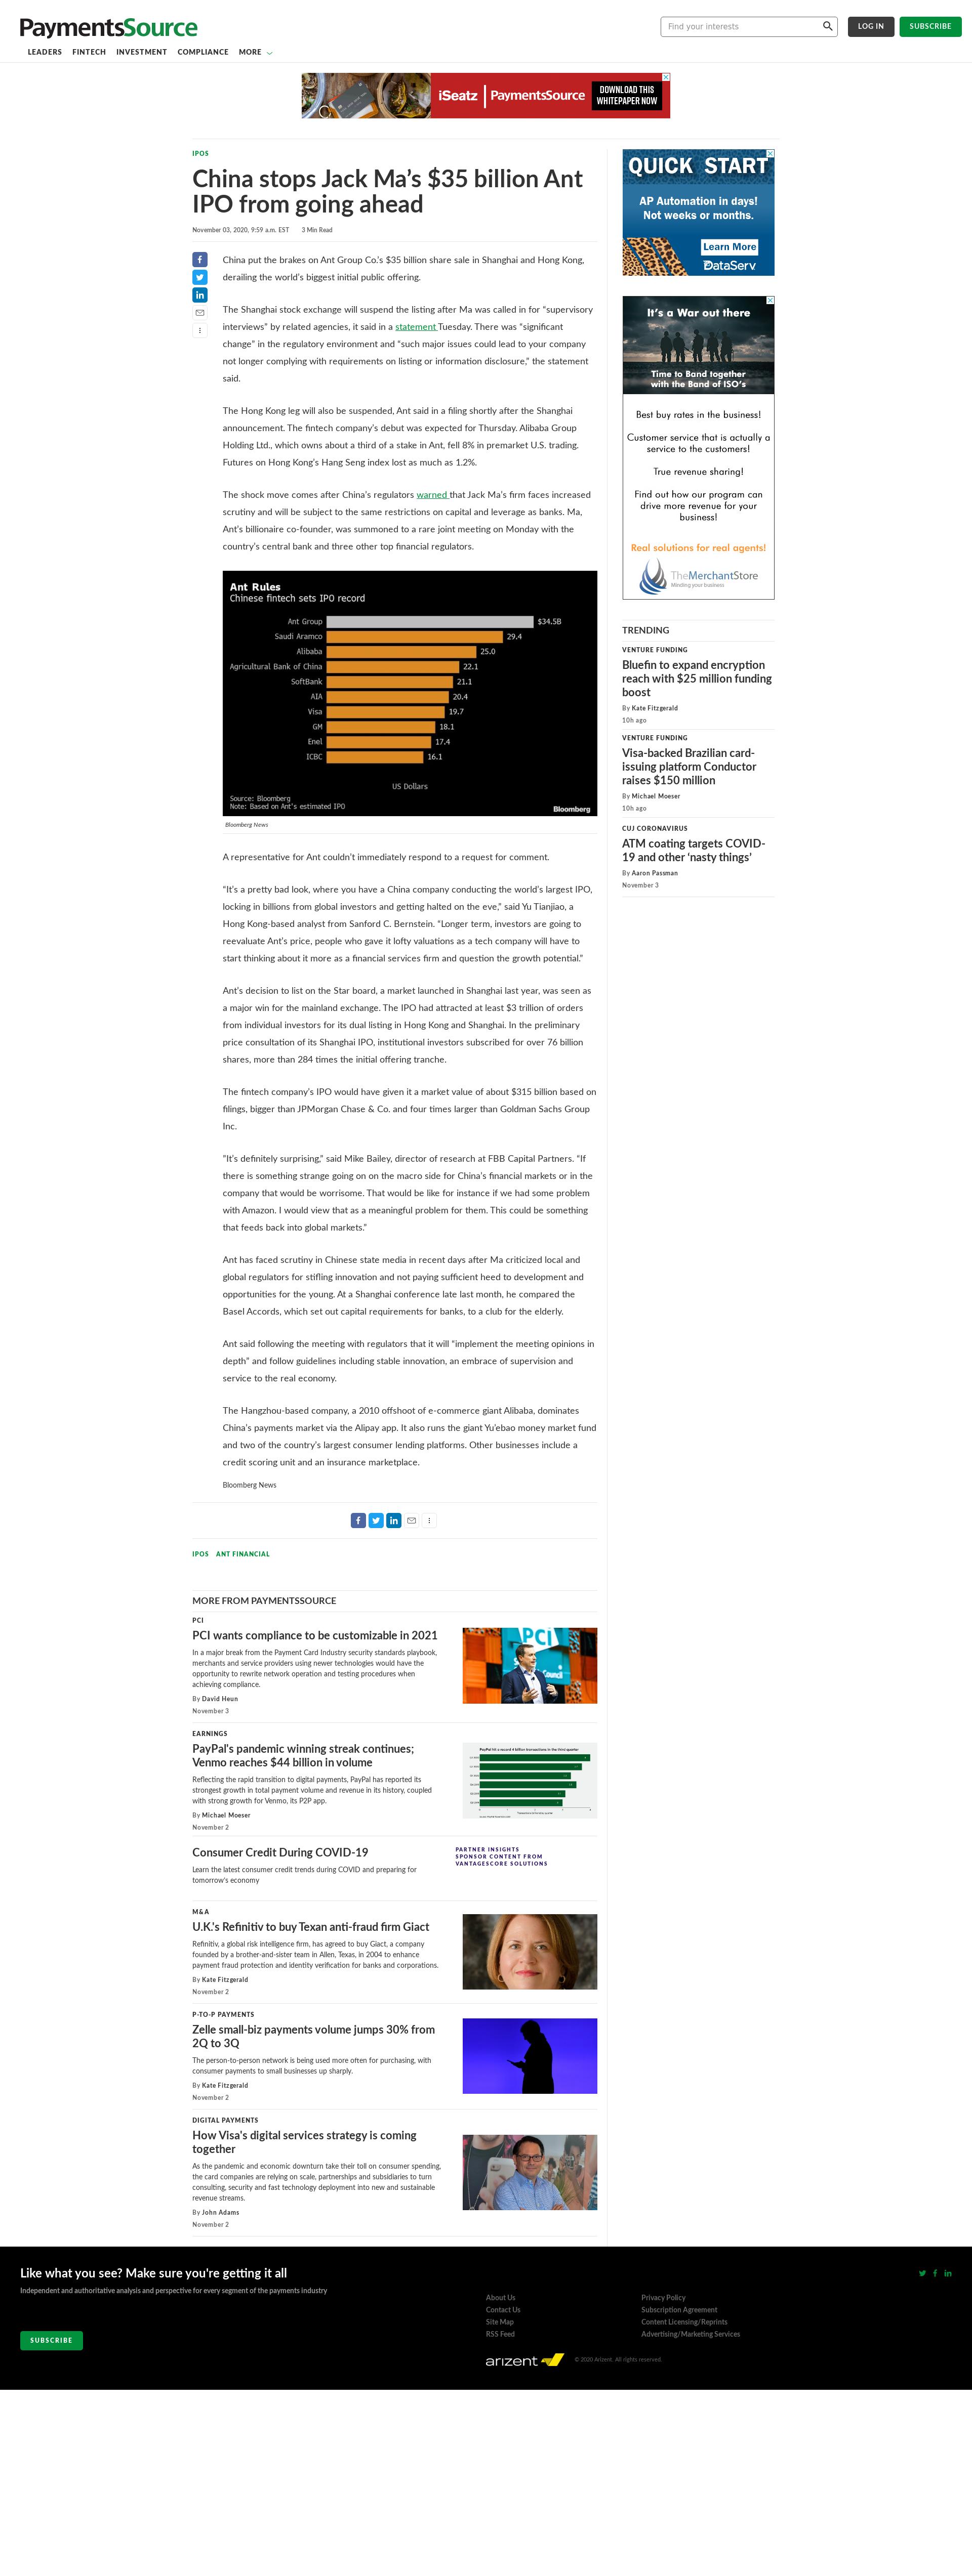 PaymentsSource
Find your interests
LOG IN
SUBSCRIBE
LEADERS FINTECH INVESTMENT COMPLIANCE MORE
iSeatz | PaymentsSource
DOWNLOAD THIS
WHITEPAPER NOW
IPOS
China stops Jack Ma's $35 billion Ant
IPO from going ahead
November 03, 2020, 9:59 a.m. EST 3 Min Read
China put the brakes on Ant Group Co.'s $35 billion share sale in Shanghai and Hong Kong,
derailing the world's biggest initial public offering.
The Shanghai stock exchange will suspend the listing after Ma was called in for "supervisory
interviews" by related agencies, it said in a statement Tuesday. There was "significant
change" in the regulatory environment and "such major issues could lead to your company
not longer complying with requirements on listing or information disclosure," the statement
said.
The Hong Kong leg will also be suspended, Ant said in a filing shortly after the Shanghai
announcement. The fintech company's debut was expected for Thursday. Alibaba Group
Holding Ltd., which owns about a third of a stake in Ant, fell 8% in premarket U.S. trading.
Futures on Hong Kong's Hang Seng index lost as much as 1.2%.
The shock move comes after China's regulators warned that Jack Ma's firm faces increased
scrutiny and will be subject to the same restrictions on capital and leverage as banks. Ma,
Ant's billionaire co-founder, was summoned to a rare joint meeting on Monday with the
country's central bank and three other top financial regulators.
Ant Rules
Chinese fintech sets IPO record
Ant Group $34.5B
Saudi Aramco 29.4
Alibaba 25.0
Agricultural Bank of China 22.1
SoftBank 21.1
AIA 20.4
Visa 19.7
GM 18.1
Enel 17.4
ICBC 16.1
US Dollars
Source: Bloomberg
Note: Based on Ant's estimated IPO
Bloomberg
Bloomberg News
A representative for Ant couldn't immediately respond to a request for comment.
"It's a pretty bad look, where you have a China company conducting the world's largest IPO,
locking in billions from global investors and getting halted on the eve," said Yu Tianjiao, a
Hong Kong-based analyst from Sanford C. Bernstein. "Longer term, investors are going to
reevaluate Ant's price, people who gave it lofty valuations as a tech company will have to
start thinking about it more as a financial services firm and question the growth potential."
Ant's decision to list on the Star board, a market launched in Shanghai last year, was seen as
a major win for the mainland exchange. The IPO had attracted at least $3 trillion of orders
from individual investors for its dual listing in Hong Kong and Shanghai. In the preliminary
price consultation of its Shanghai IPO, institutional investors subscribed for over 76 billion
shares, more than 284 times the initial offering tranche.
The fintech company's IPO would have given it a market value of about $315 billion based on
filings, bigger than JPMorgan Chase & Co. and four times larger than Goldman Sachs Group
Inc.
"It's definitely surprising," said Mike Bailey, director of research at FBB Capital Partners. "If
there is something strange going on on the macro side for China's financial markets or in the
company that would be worrisome. That would be like for instance if we had some problem
with Amazon. I would view that as a meaningful problem for them. This could be something
that feeds back into global markets."
Ant has faced scrutiny in Chinese state media in recent days after Ma criticized local and
global regulators for stifling innovation and not paying sufficient heed to development and
opportunities for the young. At a Shanghai conference late last month, he compared the
Basel Accords, which set out capital requirements for banks, to a club for the elderly.
Ant said following the meeting with regulators that it will "implement the meeting opinions in
depth" and follow guidelines including stable innovation, an embrace of supervision and
service to the real economy.
The Hangzhou-based company, a 2010 offshoot of e-commerce giant Alibaba, dominates
China's payments market via the Alipay app. It also runs the giant Yu'ebao money market fund
and two of the country's largest consumer lending platforms. Other businesses include a
credit scoring unit and an insurance marketplace.
Bloomberg News
IPOS ANT FINANCIAL
QUICK START
AP Automation in days!
Not weeks or months.
Learn More
DataServ
It's a War out there
Time to Band together
with the Band of ISO's
Best buy rates in the business!
Customer service that is actually a
service to the customers!
True revenue sharing!
Find out how our program can
drive more revenue for your
business!
Real solutions for real agents!
TheMerchantStore
Minding your business
TRENDING
VENTURE FUNDING
Bluefin to expand encryption
reach with $25 million funding
boost
By Kate Fitzgerald
10h ago
VENTURE FUNDING
Visa-backed Brazilian card-
issuing platform Conductor
raises $150 million
By Michael Moeser
10h ago
CUJ CORONAVIRUS
ATM coating targets COVID-
19 and other 'nasty things'
By Aaron Passman
November 3
MORE FROM PAYMENTSSOURCE
PCI
PCI wants compliance to be customizable in 2021
In a major break from the Payment Card Industry security standards playbook,
merchants and service providers using newer technologies would have the
opportunity to rewrite network operation and testing procedures when
achieving compliance.
By David Heun
November 3
PCI
Council
EARNINGS
PayPal's pandemic winning streak continues;
Venmo reaches $44 billion in volume
Reflecting the rapid transition to digital payments, PayPal has reported its
strongest growth in total payment volume and revenue in its history, coupled
with strong growth for Venmo, its P2P app.
By Michael Moeser
November 2
PayPal hit a record 4 billion transactions in the third quarter
Consumer Credit During COVID-19
Learn the latest consumer credit trends during COVID and preparing for
tomorrow's economy
PARTNER INSIGHTS
SPONSOR CONTENT FROM
VANTAGESCORE SOLUTIONS
M&A
U.K.'s Refinitiv to buy Texan anti-fraud firm Giact
Refinitiv, a global risk intelligence firm, has agreed to buy Giact, a company
founded by a brother-and-sister team in Allen, Texas, in 2004 to enhance
payment fraud protection and identity verification for banks and corporations.
By Kate Fitzgerald
November 2
P-TO-P PAYMENTS
Zelle small-biz payments volume jumps 30% from
2Q to 3Q
The person-to-person network is being used more often for purchasing, with
consumer payments to small businesses up sharply.
By Kate Fitzgerald
November 2
DIGITAL PAYMENTS
How Visa's digital services strategy is coming
together
As the pandemic and economic downturn take their toll on consumer spending,
the card companies are relying on scale, partnerships and subsidiaries to turn
consulting, security and fast technology deployment into new and sustainable
revenue streams.
By John Adams
November 2
Like what you see? Make sure you're getting it all
Independent and authoritative analysis and perspective for every segment of the payments industry
SUBSCRIBE
About Us
Contact Us
Site Map
RSS Feed
Privacy Policy
Subscription Agreement
Content Licensing/Reprints
Advertising/Marketing Services
arizent
© 2020 Arizent. All rights reserved.